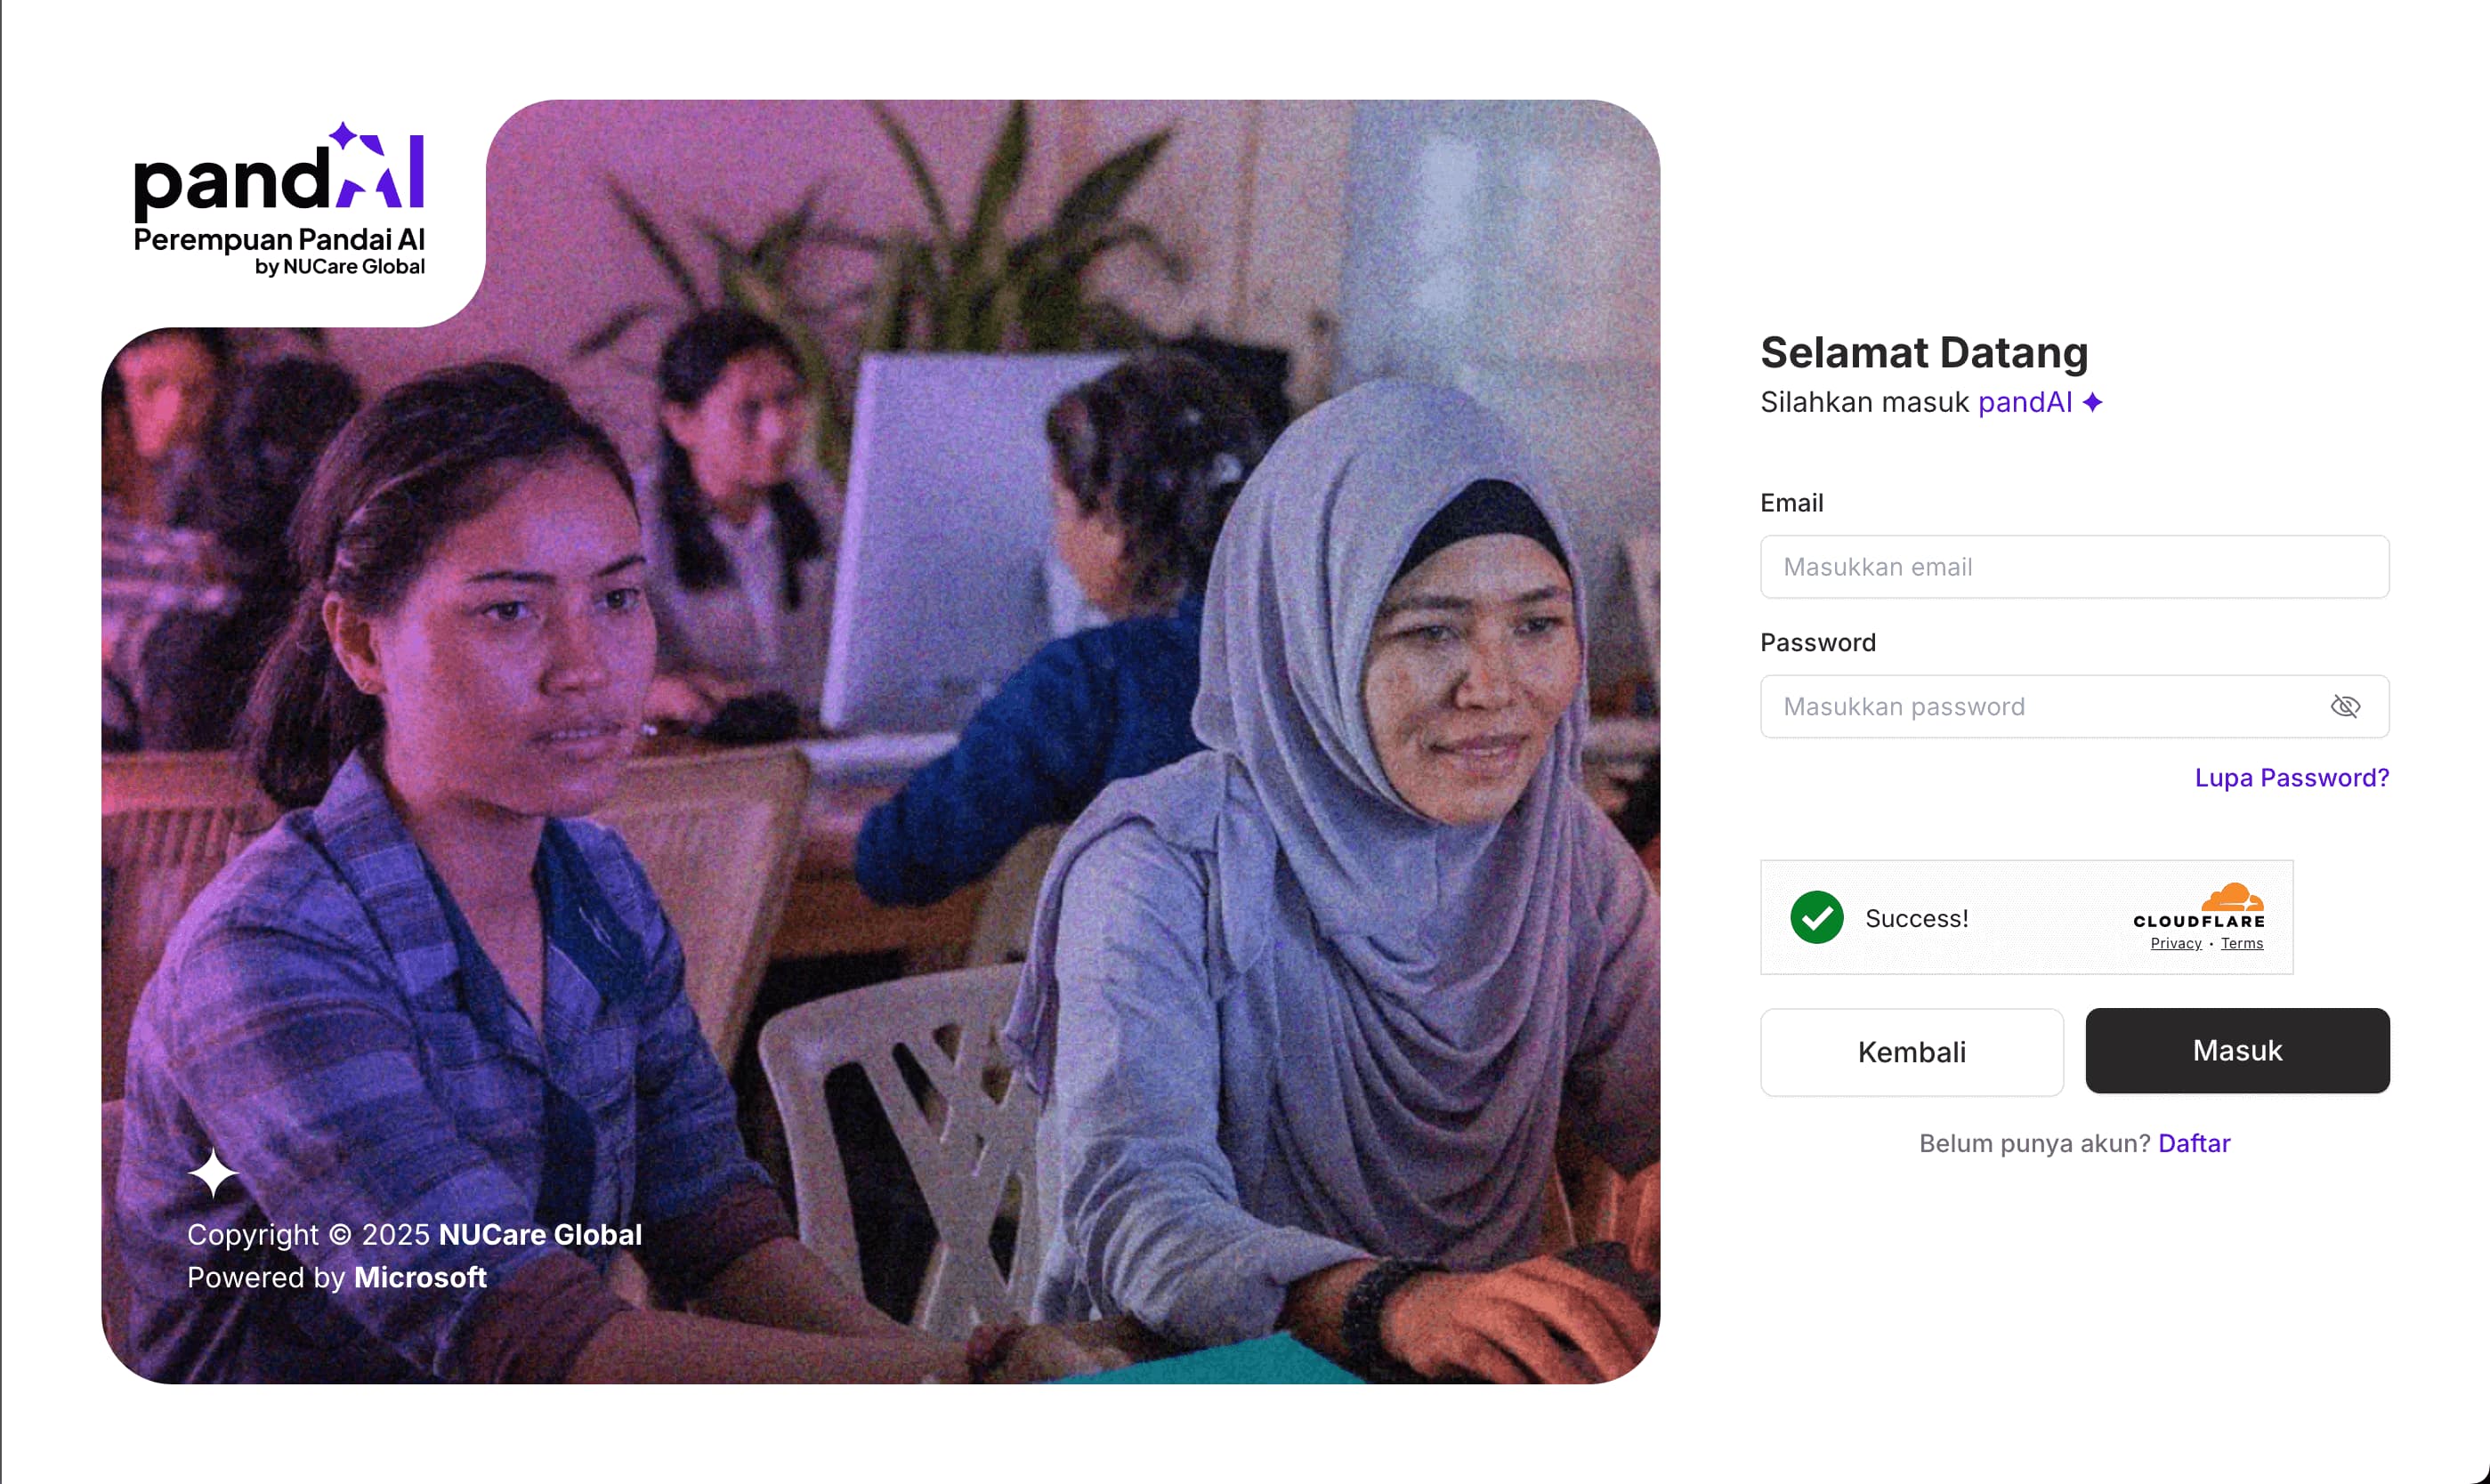 pandAI
Perempuan Pandai AI
by NUCare Global
Copyright © 2025 NUCare Global
Powered by Microsoft
Selamat Datang
Silahkan masuk pandAI
Email
Masukkan email
Password
Masukkan password
Lupa Password?
Success!
CLOUDFLARE
Privacy • Terms
Kembali
Masuk
Belum punya akun? Daftar